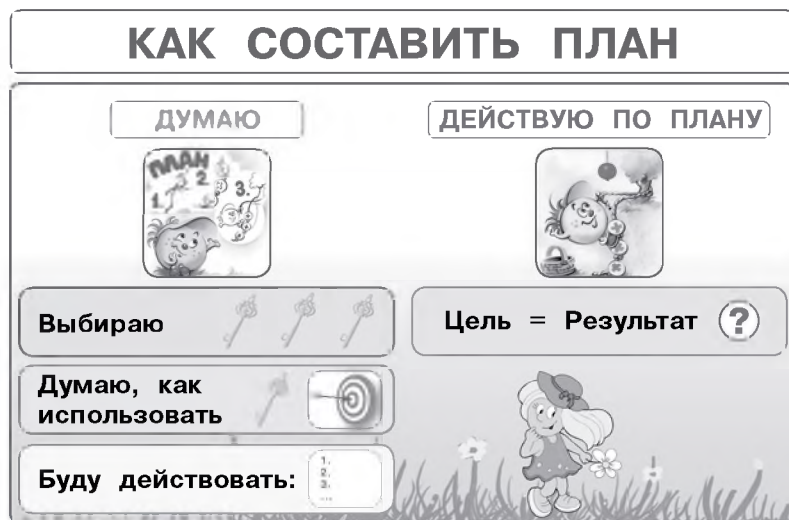 КАК СОСТАВИТЬ ПЛАН
ДУМАЮ
ПЛАН
1.
2
3.
Выбираю
Думаю, как
использовать
Буду действовать:
1.
2.
3.
...
ДЕЙСТВУЮ ПО ПЛАНУ
Цель = Результат ?